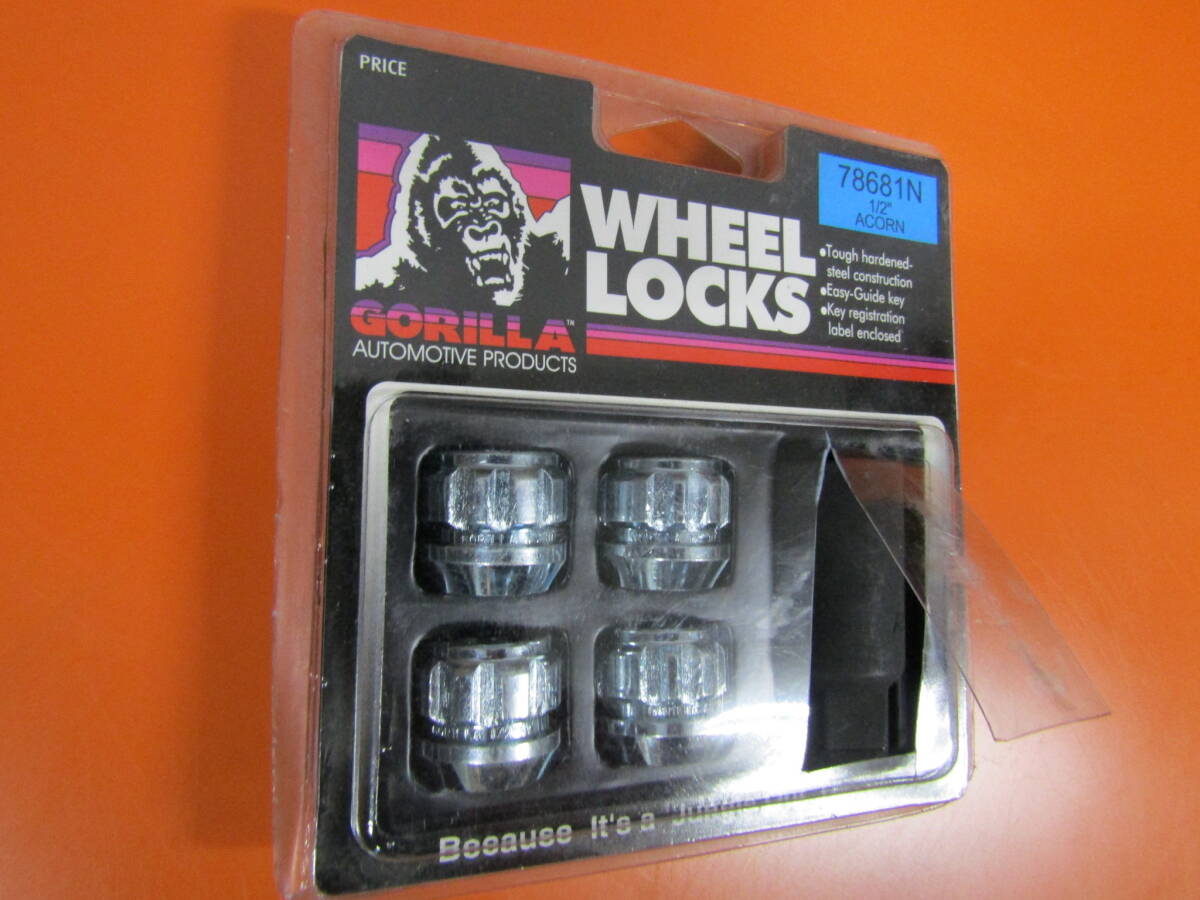 PRICE
78681N
1/2"
ACORN
WHEEL
LOCKS
•Tough hardened-
steel construction
•Easy-Guide key
•Key registration
label enclosed
GORILLA™
AUTOMOTIVE PRODUCTS
Because It's a